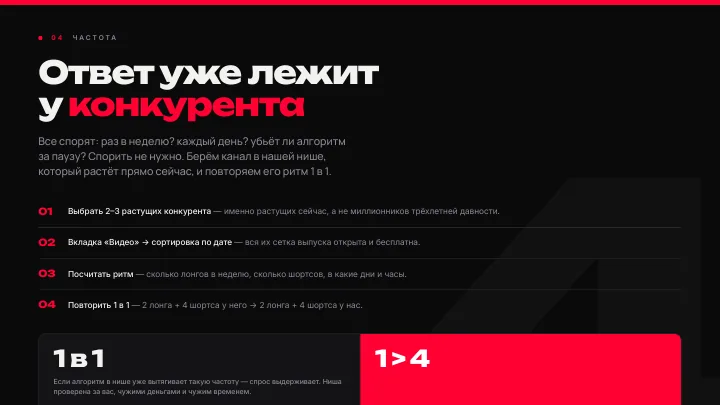 04 ЧАСТОТА
Ответ уже лежит
у конкурента
Все спорят: раз в неделю? каждый день? убьёт ли алгоритм
за паузу? Спорить не нужно. Берём канал в нашей нише,
который растёт прямо сейчас, и повторяем его ритм 1 в 1.
01 Выбрать 2–3 растущих конкурента — именно растущих сейчас, а не миллионников трёхлетней давности.
02 Вкладка «Видео» → сортировка по дате — вся их сетка выпуска открыта и бесплатна.
03 Посчитать ритм — сколько лонгов в неделю, сколько шортсов, в какие дни и часы.
04 Повторить 1 в 1 — 2 лонга + 4 шортса у него → 2 лонга + 4 шортса у нас.
1 в 1
Если алгоритм в нише уже вытягивает такую частоту — спрос выдерживает. Ниша
проверена за вас, чужими деньгами и чужим временем.
1>4